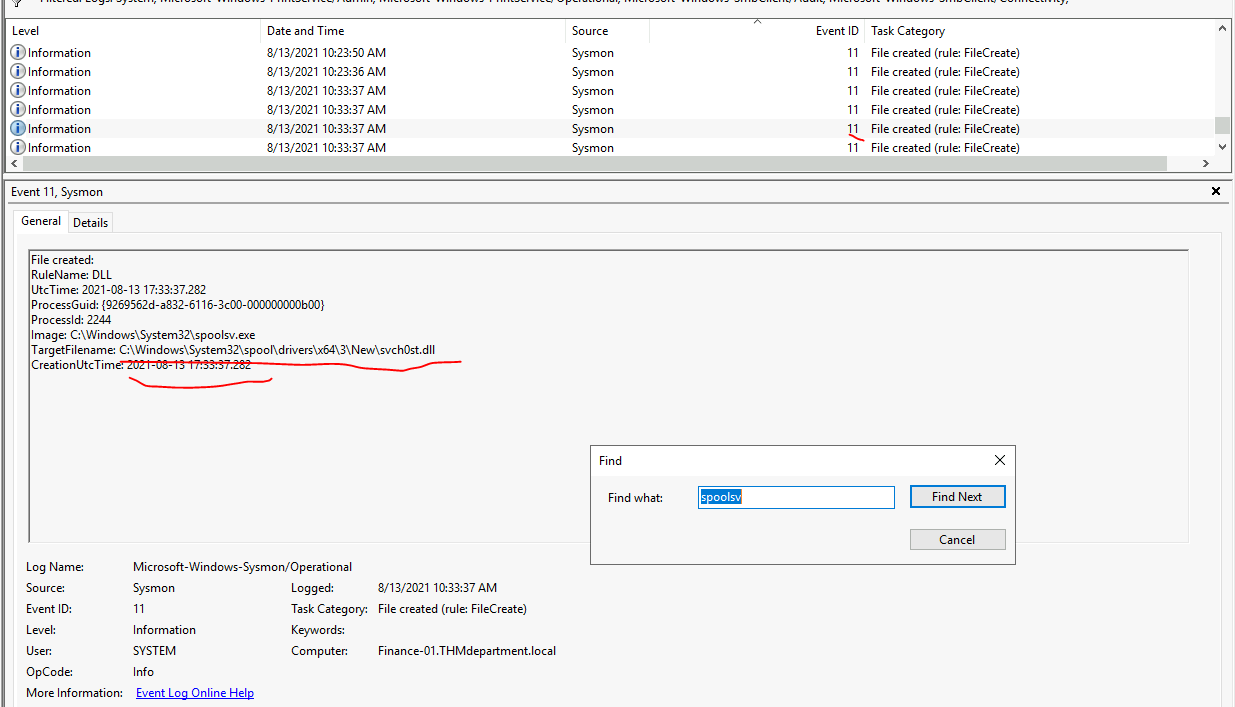 Filtered:Logs: System, Microsoft-Windows-PrintService/Admin, Microsoft-Windows-PrintService/Operational, Microsoft-Windows-SmbClient/Audit, Microsoft-Windows-SmbClient/Connectivity,
Level Date and Time Source Event ID Task Category
Information 8/13/2021 10:23:50 AM Sysmon 11 File created (rule: FileCreate)
Information 8/13/2021 10:23:36 AM Sysmon 11 File created (rule: FileCreate)
Information 8/13/2021 10:33:37 AM Sysmon 11 File created (rule: FileCreate)
Information 8/13/2021 10:33:37 AM Sysmon 11 File created (rule: FileCreate)
Information 8/13/2021 10:33:37 AM Sysmon 11 File created (rule: FileCreate)
Information 8/13/2021 10:33:37 AM Sysmon 11 File created (rule: FileCreate)
Event 11, Sysmon
General Details
File created:
RuleName: DLL
UtcTime: 2021-08-13 17:33:37.282
ProcessGuid: {9269562d-a832-6116-3c00-000000000b00}
ProcessId: 2244
Image: C:\Windows\System32\spoolsv.exe
TargetFilename: C:\Windows\System32\spool\drivers\x64\3\New\svch0st.dll
CreationUtcTime: 2021-08-13 17:33:37.282
Find
Find what: spoolsv Find Next
Cancel
Log Name: Microsoft-Windows-Sysmon/Operational
Source: Sysmon Logged: 8/13/2021 10:33:37 AM
Event ID: 11 Task Category: File created (rule: FileCreate)
Level: Information Keywords:
User: SYSTEM Computer: Finance-01.THMdepartment.local
OpCode: Info
More Information: Event Log Online Help